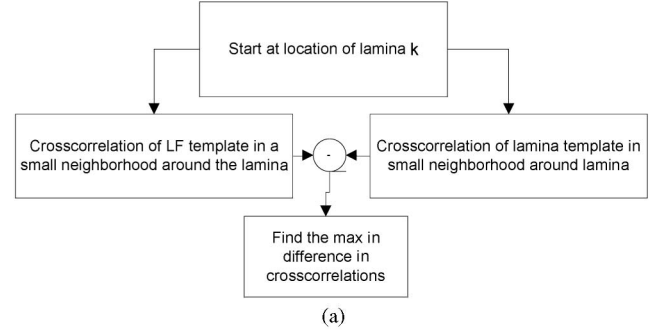 Start at location of lamina k
Crosscorrelation of LF template in a
small neighborhood around the lamina
-
Crosscorrelation of lamina template in
small neighborhood around lamina
Find the max in
difference in
crosscorrelations
(a)